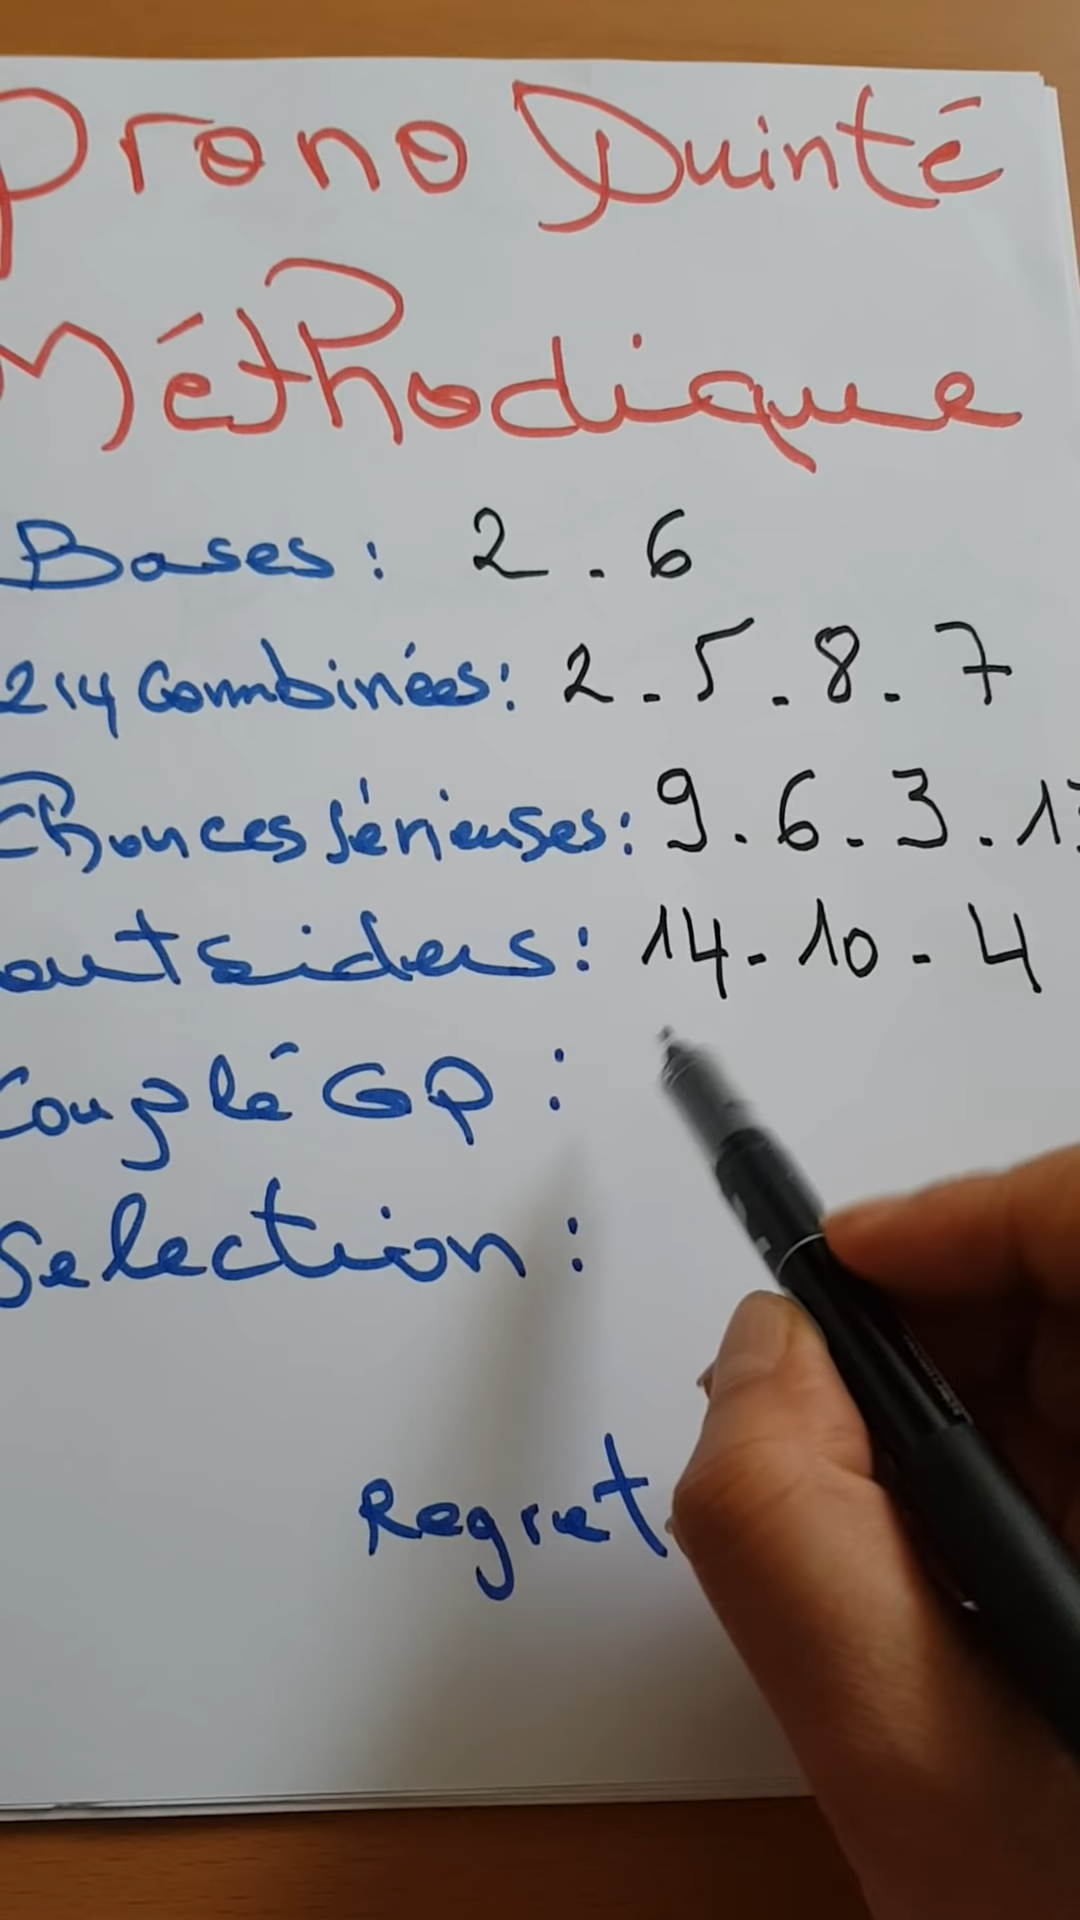 Prono Quinté
Méthodique
Bases: 2 . 6
2/4 Combinées: 2 . 5 . 8 . 7
Chances Sérieuses: 9 . 6 . 3 .
outsiders: 14 - 10 - 4
Couplé GP :
Selection :
Regret